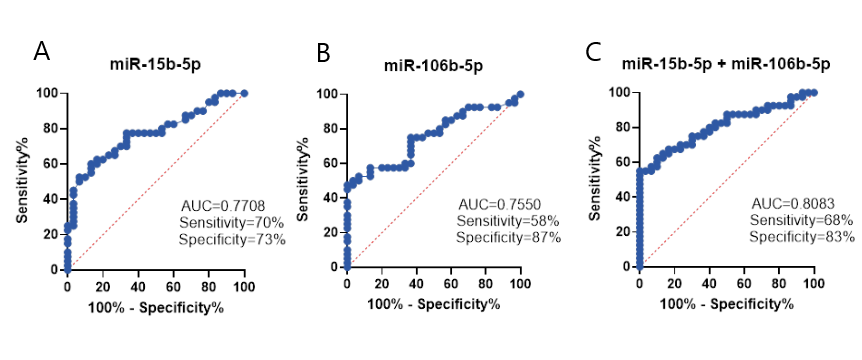 A
miR-15b-5p
100
80
60
40
20
0
Sensitivity%
AUC=0.7708
Sensitivity=70%
Specificity=73%
0 20 40 60 80 100
100% - Specificity%
B
miR-106b-5p
100
80
60
40
20
0
Sensitivity%
AUC=0.7550
Sensitivity=58%
Specificity=87%
0 20 40 60 80 100
100% - Specificity%
C
miR-15b-5p + miR-106b-5p
100
80
60
40
20
0
Sensitivity%
AUC=0.8083
Sensitivity=68%
Specificity=83%
0 20 40 60 80 100
100% - Specificity%